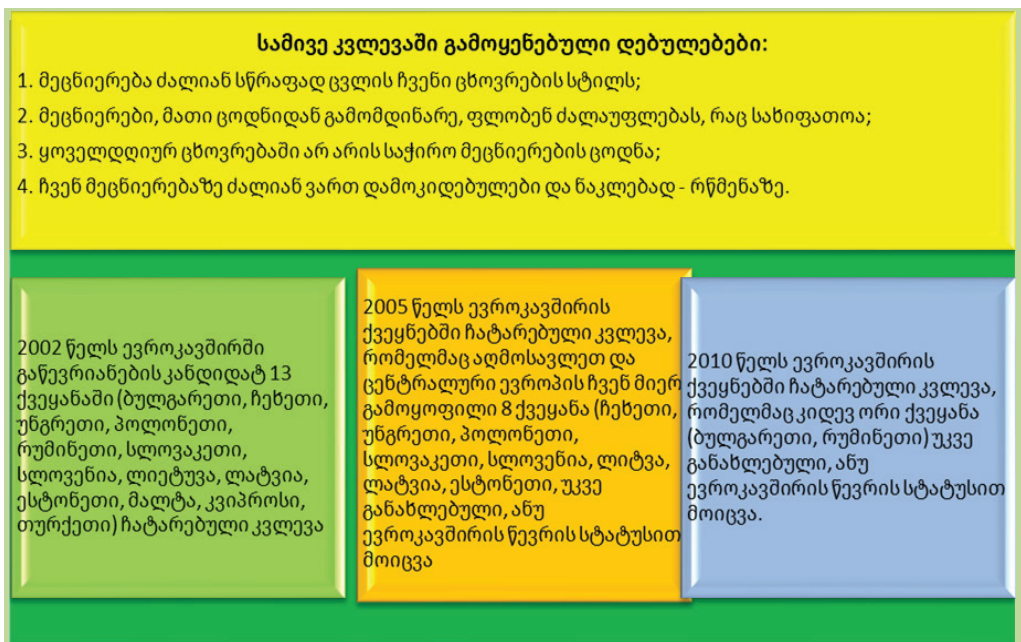 სამივე კვლევაში გამოყენებული დებულებები:
1. მეცნიერება ძალიან სწრაფად ცვლის ჩვენი ცხოვრების სტილს;
2. მეცნიერები, მათი ცოდნიდან გამომდინარე, ფლობენ ძალაუფლებას, რაც სახიფათოა;
3. ყოველდღიურ ცხოვრებაში არ არის საჭირო მეცნიერების ცოდნა;
4. ჩვენ მეცნიერებაზე ძალიან ვართ დამოკიდებულები და ნაკლებად - რწმენაზე.
2002 წელს ევროკავშირში
გაწევრიანების კანდიდატ 13
ქვეყანაში (ბულგარეთი, ჩეხეთი,
უნგრეთი, პოლონეთი,
რუმინეთი, სლოვაკეთი,
სლოვენია, ლიეტუვა, ლატვია,
ესტონეთი, მალტა, კვიპროსი,
თურქეთი) ჩატარებული კვლევა
2005 წელს ევროკავშირის
ქვეყნებში ჩატარებული კვლევა,
რომელმაც აღმოსავლეთ და
ცენტრალური ევროპის ჩვენ მიერ
გამოყოფილი 8 ქვეყანა (ჩეხეთი,
უნგრეთი, პოლონეთი,
სლოვაკეთი, სლოვენია, ლიტვა,
ლატვია, ესტონეთი, უკვე
განახლებული, ანუ
ევროკავშირის წევრის სტატუსით
მოიცვა
2010 წელს ევროკავშირის
ქვეყნებში ჩატარებული კვლევა,
რომელმაც კიდევ ორი ქვეყანა
(ბულგარეთი, რუმინეთი) უკვე
განახლებული, ანუ
ევროკავშირის წევრის სტატუსით
მოიცვა.